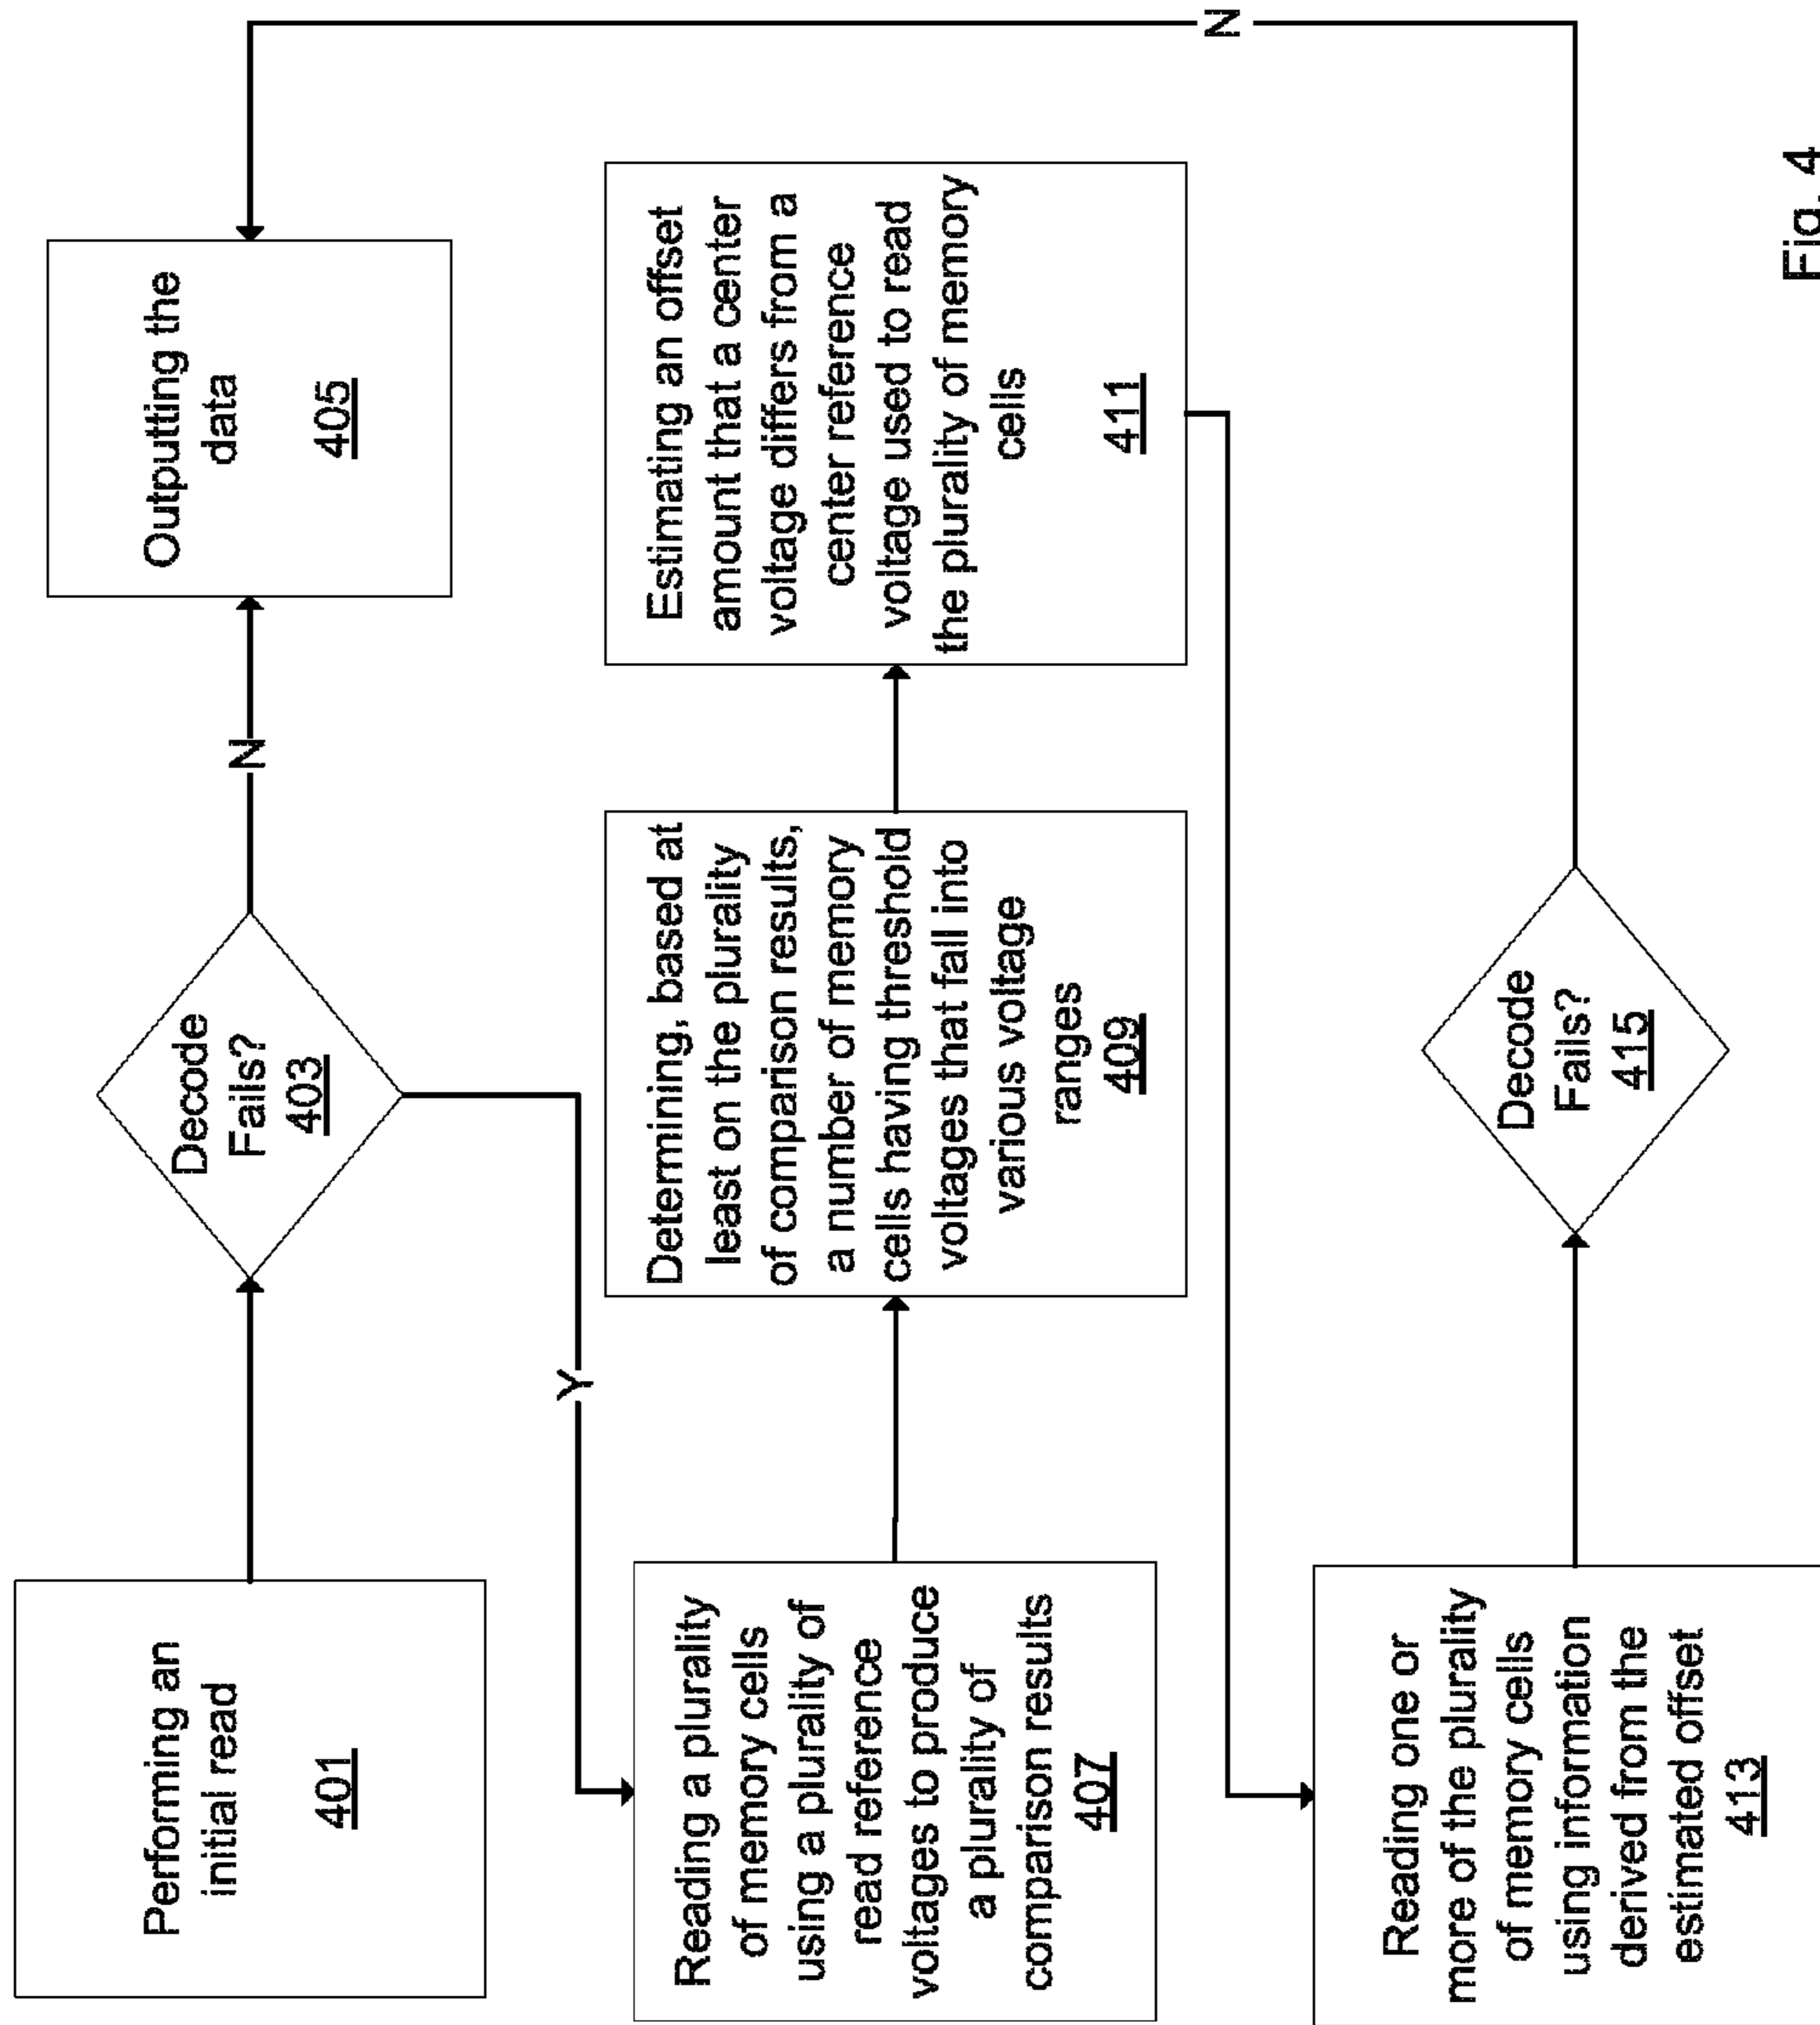 Performing an
initial read
401
Decode
Fails?
403
N
Outputting the
data
405
Y
Reading a plurality
of memory cells
using a plurality of
read reference
voltages to produce
a plurality of
comparison results
407
Determining, based at
least on the plurality
of comparison results,
a number of memory
cells having threshold
voltages that fall into
various voltage
ranges
409
Estimating an offset
amount that a center
voltage differs from a
center reference
voltage used to read
the plurality of memory
cells
411
Reading one or
more of the plurality
of memory cells
using information
derived from the
estimated offset
413
Decode
Fails?
415
N
Fig. 4